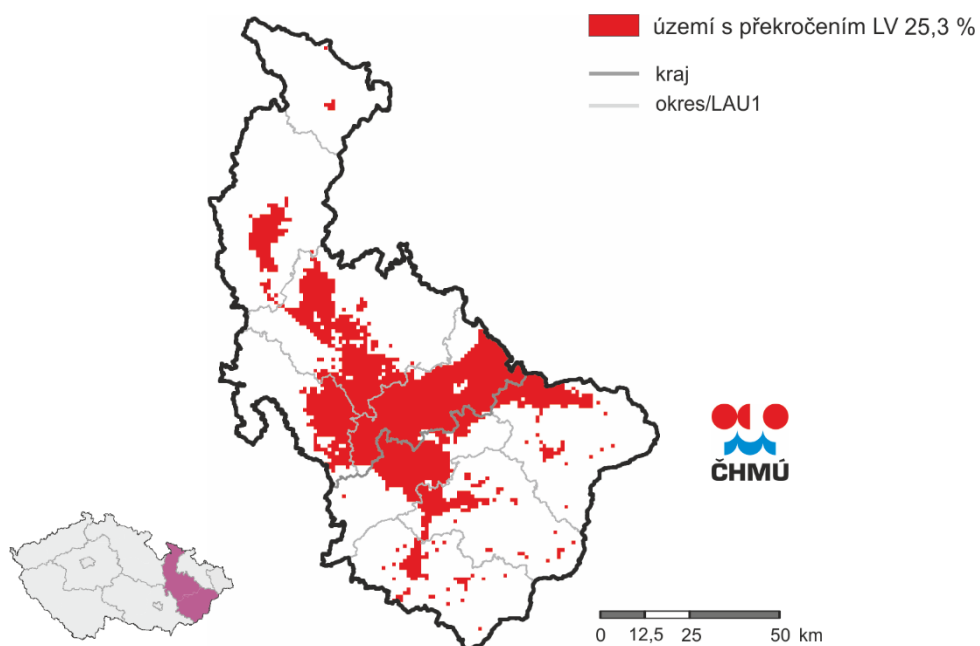 území s překročením LV 25,3 %
kraj
okres/LAU1
ČHMÚ
0 12,5 25 50 km